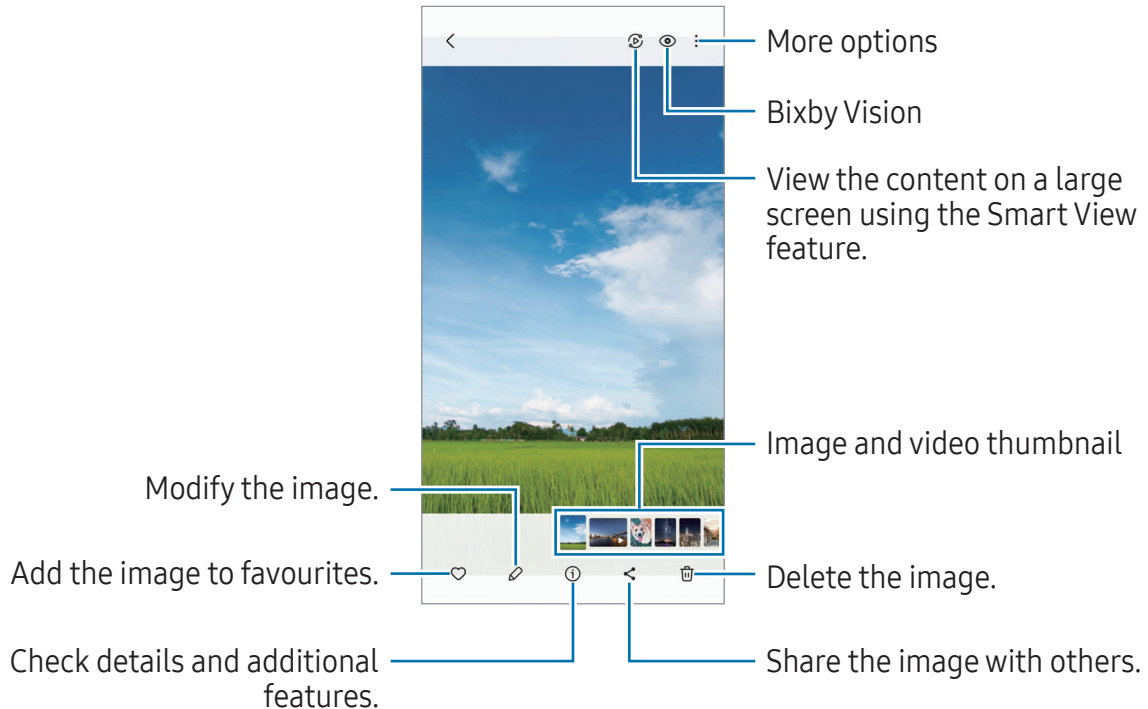 More options
Bixby Vision
View the content on a large
screen using the Smart View
feature.
Image and video thumbnail
Modify the image.
Add the image to favourites.
Delete the image.
Check details and additional
features.
Share the image with others.